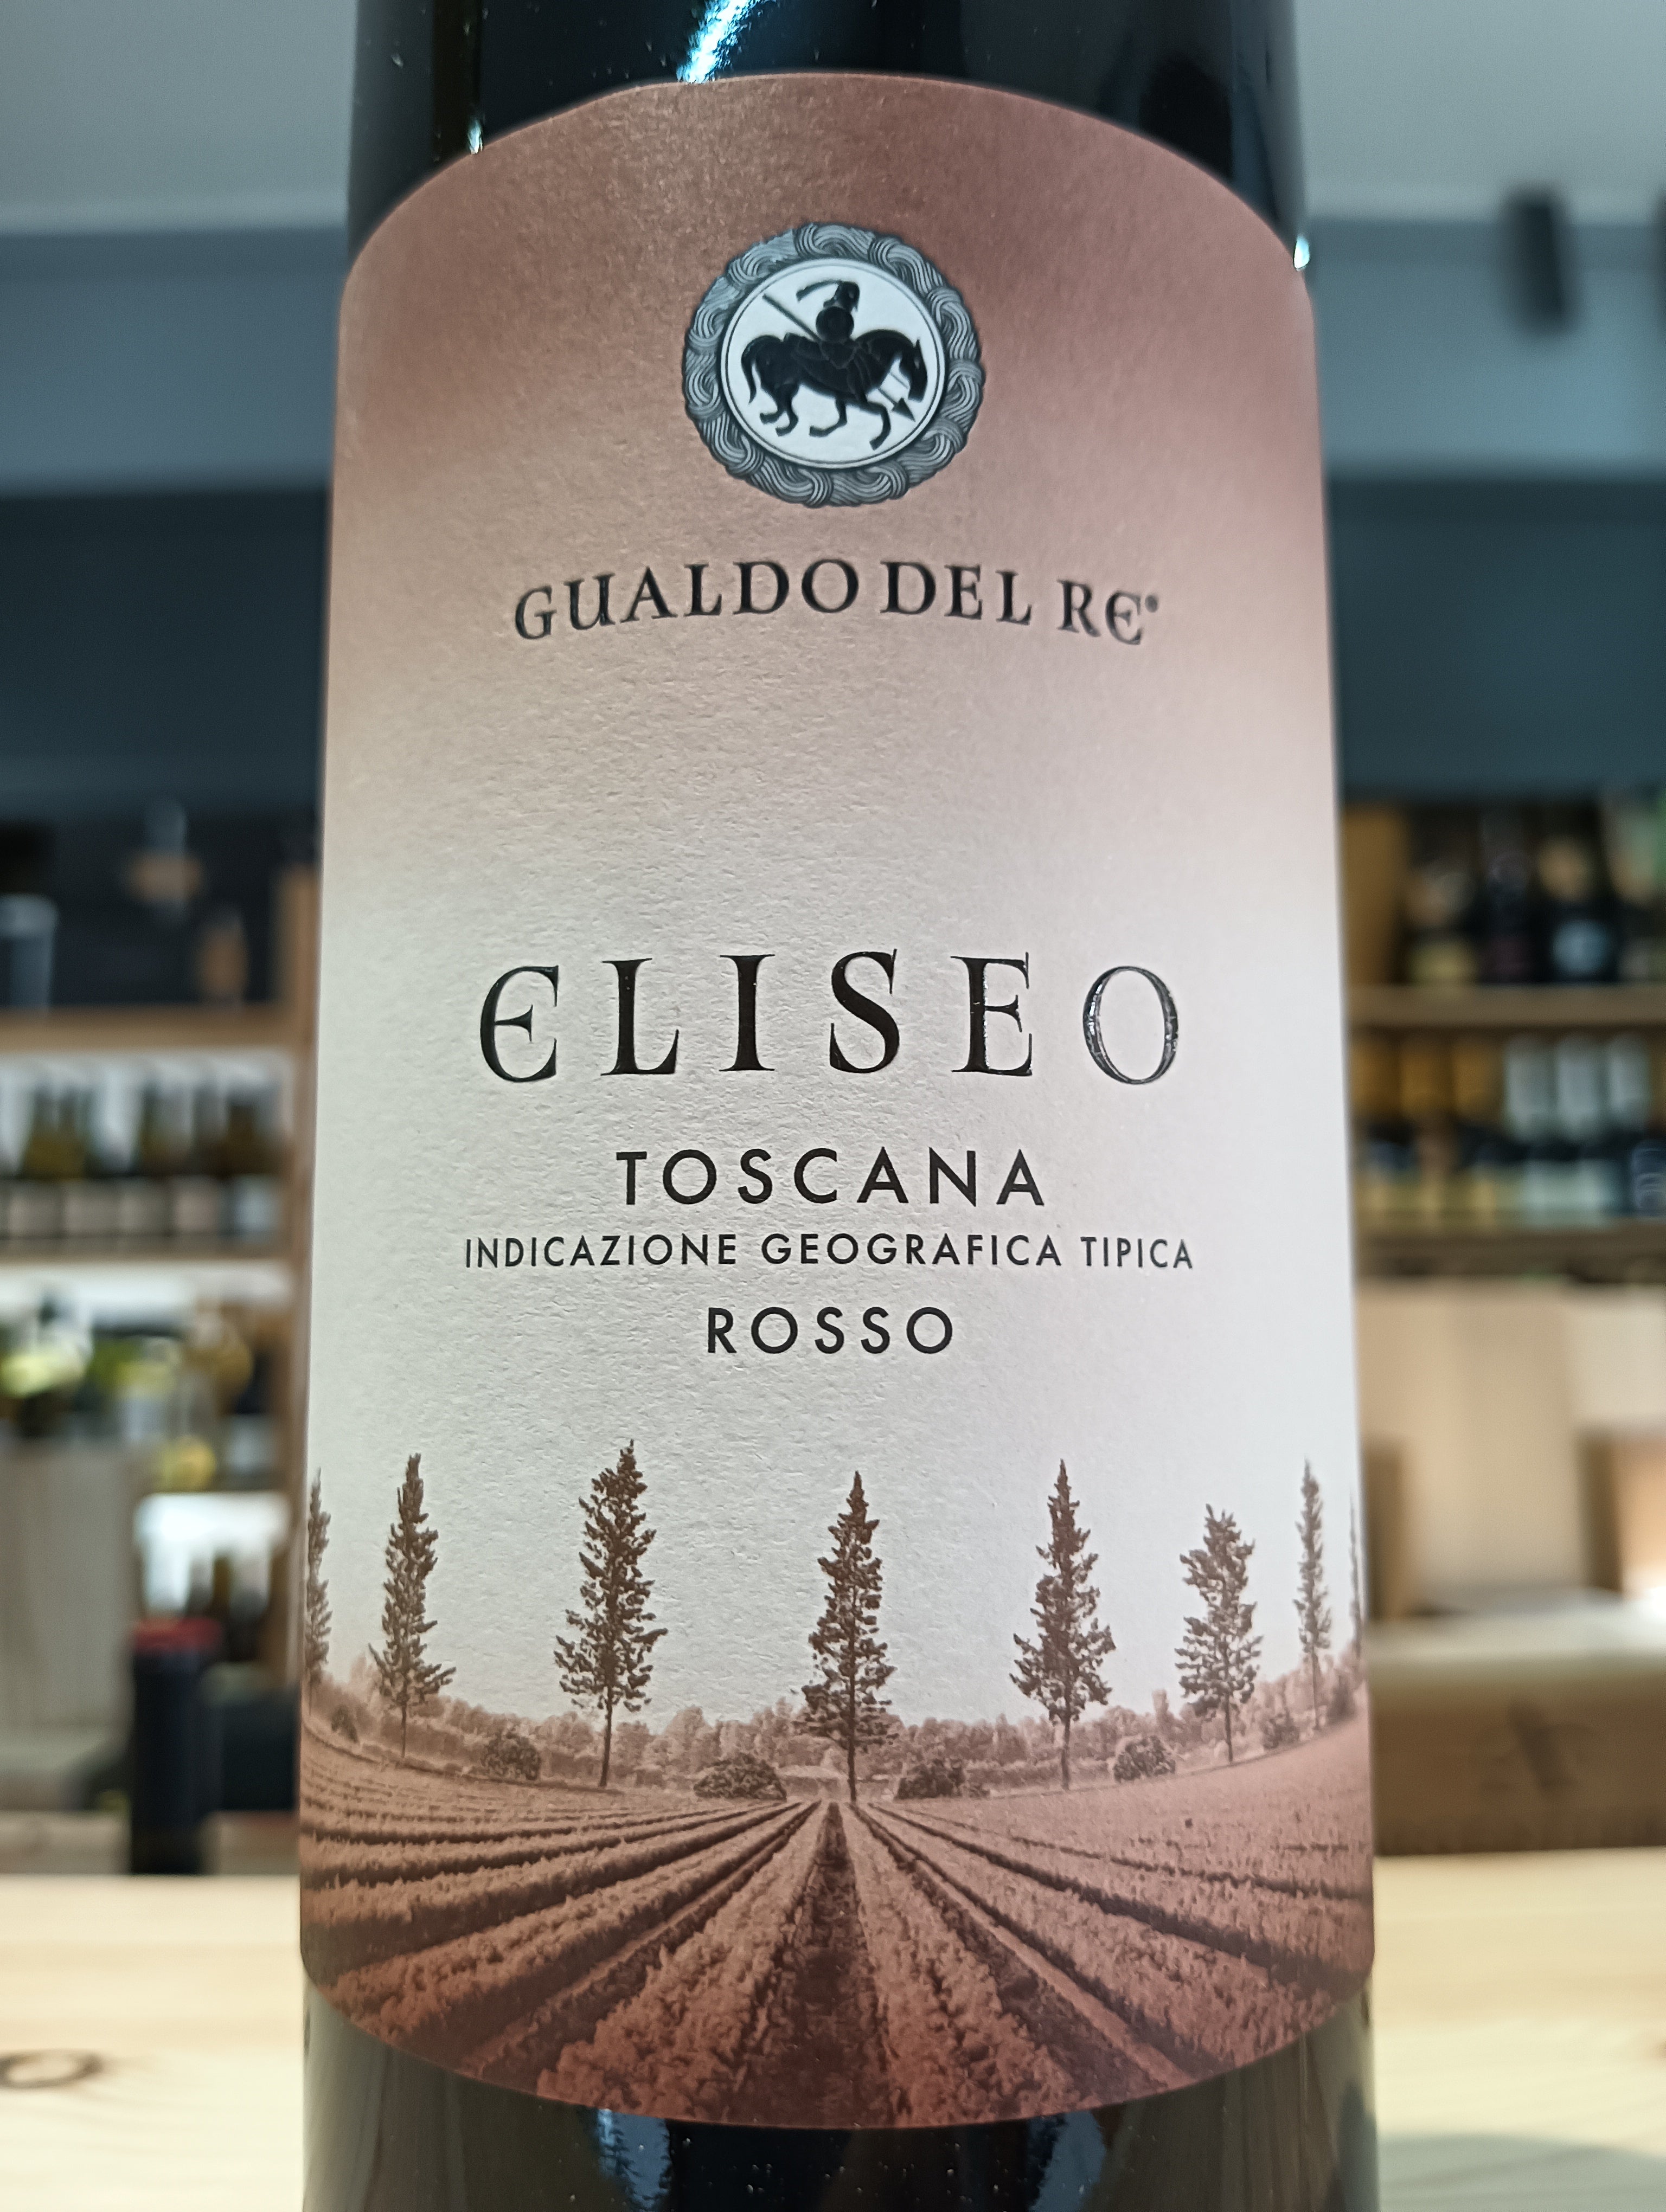 GUALDO DEL RE®
ELISEO
TOSCANA
INDICAZIONE GEOGRAFICA TIPICA
ROSSO